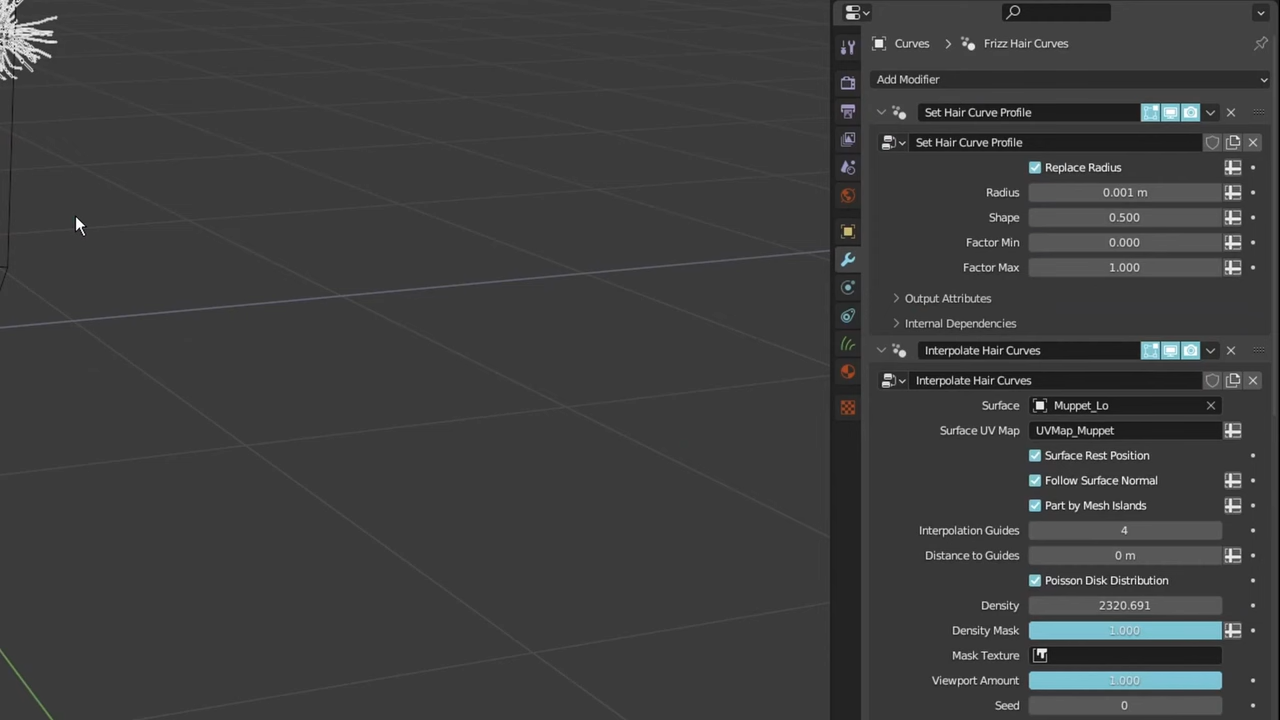 Curves > Frizz Hair Curves
Add Modifier
Set Hair Curve Profile
Set Hair Curve Profile
Replace Radius
Radius 0.001 m
Shape 0.500
Factor Min 0.000
Factor Max 1.000
Output Attributes
Internal Dependencies
Interpolate Hair Curves
Interpolate Hair Curves
Surface Muppet_Lo
Surface UV Map UVMap_Muppet
Surface Rest Position
Follow Surface Normal
Part by Mesh Islands
Interpolation Guides 4
Distance to Guides 0 m
Poisson Disk Distribution
Density 2320.691
Density Mask 1.000
Mask Texture
Viewport Amount 1.000
Seed 0